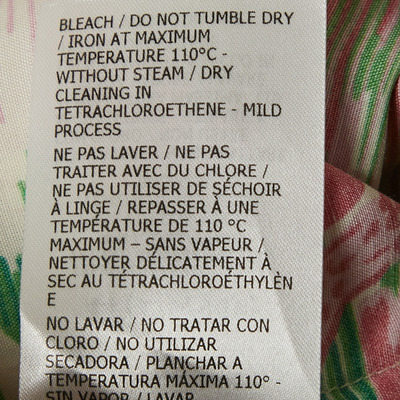 BLEACH / DO NOT TUMBLE DRY
/ IRON AT MAXIMUM
TEMPERATURE 110°C -
WITHOUT STEAM / DRY
CLEANING IN
TETRACHLOROETHENE - MILD
PROCESS
NE PAS LAVER / NE PAS
TRAITER AVEC DU CHLORE /
NE PAS UTILISER DE SÉCHOIR
À LINGE / REPASSER À UNE
TEMPÉRATURE DE 110 °C
MAXIMUM – SANS VAPEUR /
NETTOYER DÉLICATEMENT À
SEC AU TÉTRACHLOROÉTHYLÈN
E
NO LAVAR / NO TRATAR CON
CLORO / NO UTILIZAR
SECADORA / PLANCHAR A
TEMPERATURA MÁXIMA 110° -
SIN VAPOR / LAVAR